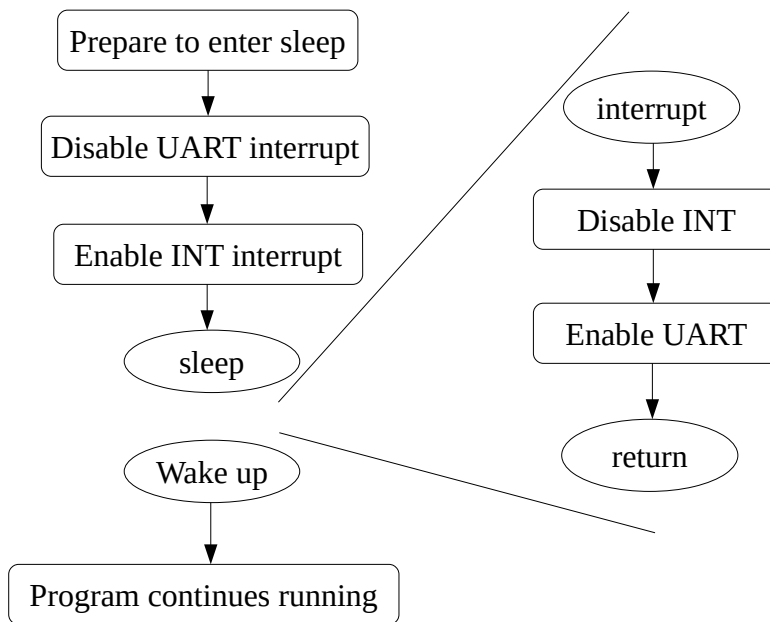 Prepare to enter sleep
Disable UART interrupt
Enable INT interrupt
sleep
Wake up
Program continues running
interrupt
Disable INT
Enable UART
return